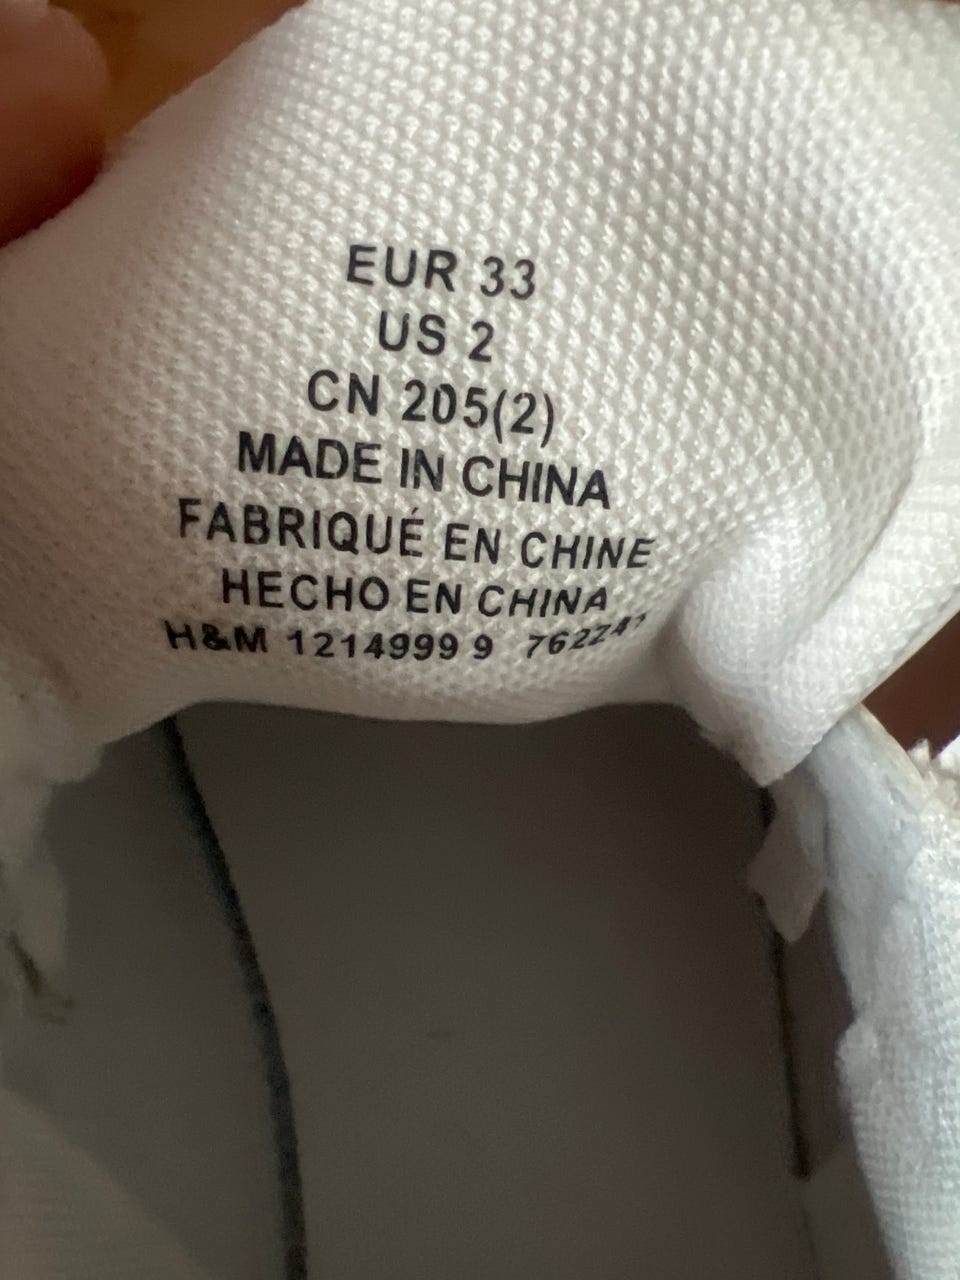 EUR 33
US 2
CN 205(2)
MADE IN CHINA
FABRIQUÉ EN CHINE
HECHO EN CHINA
H&M 1214999 9